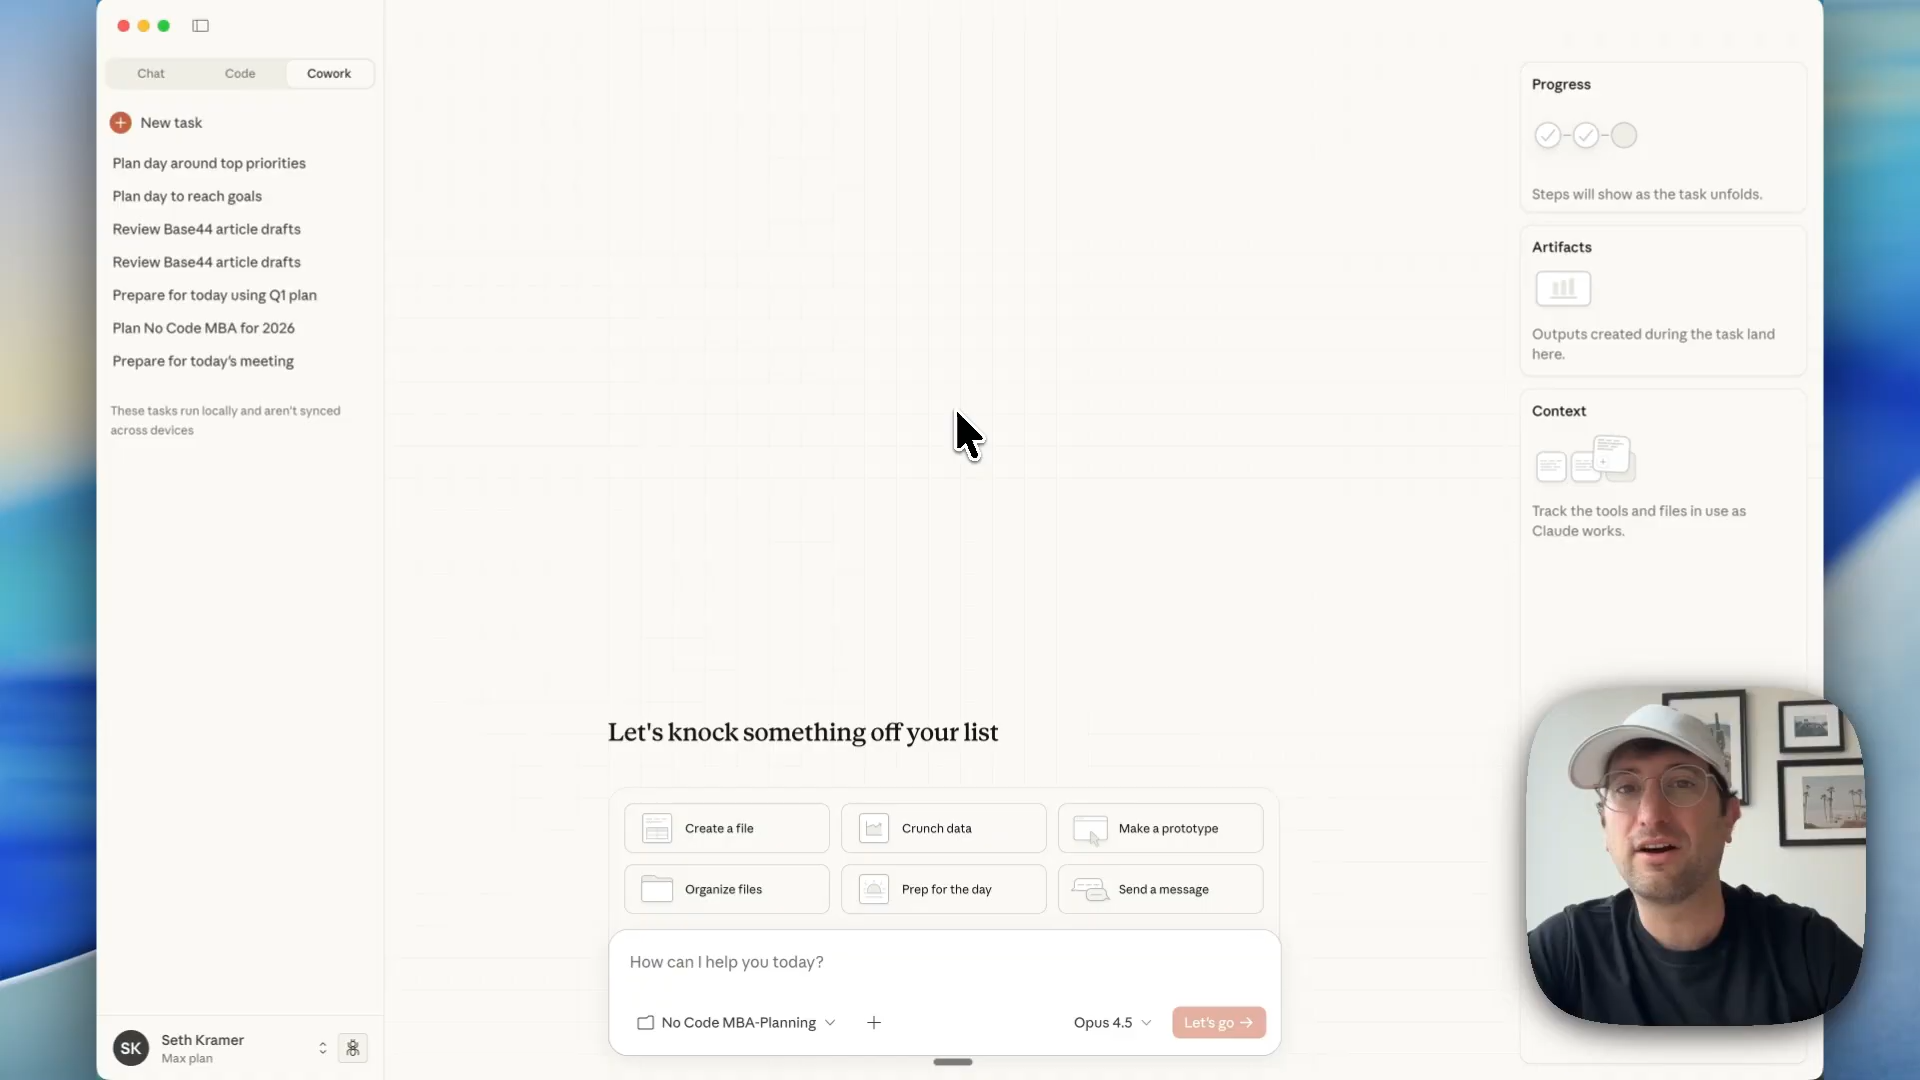 Chat Code Cowork
New task
Plan day around top priorities
Plan day to reach goals
Review Base44 article drafts
Review Base44 article drafts
Prepare for today using Q1 plan
Plan No Code MBA for 2026
Prepare for today's meeting
These tasks run locally and aren't synced
across devices
SK
Seth Kramer
Max plan
Let's knock something off your list
Create a file
Crunch data
Make a prototype
Organize files
Prep for the day
Send a message
How can I help you today?
No Code MBA-Planning
Opus 4.5
Let's go →
Progress
Steps will show as the task unfolds.
Artifacts
Outputs created during the task land
here.
Context
Track the tools and files in use as
Claude works.